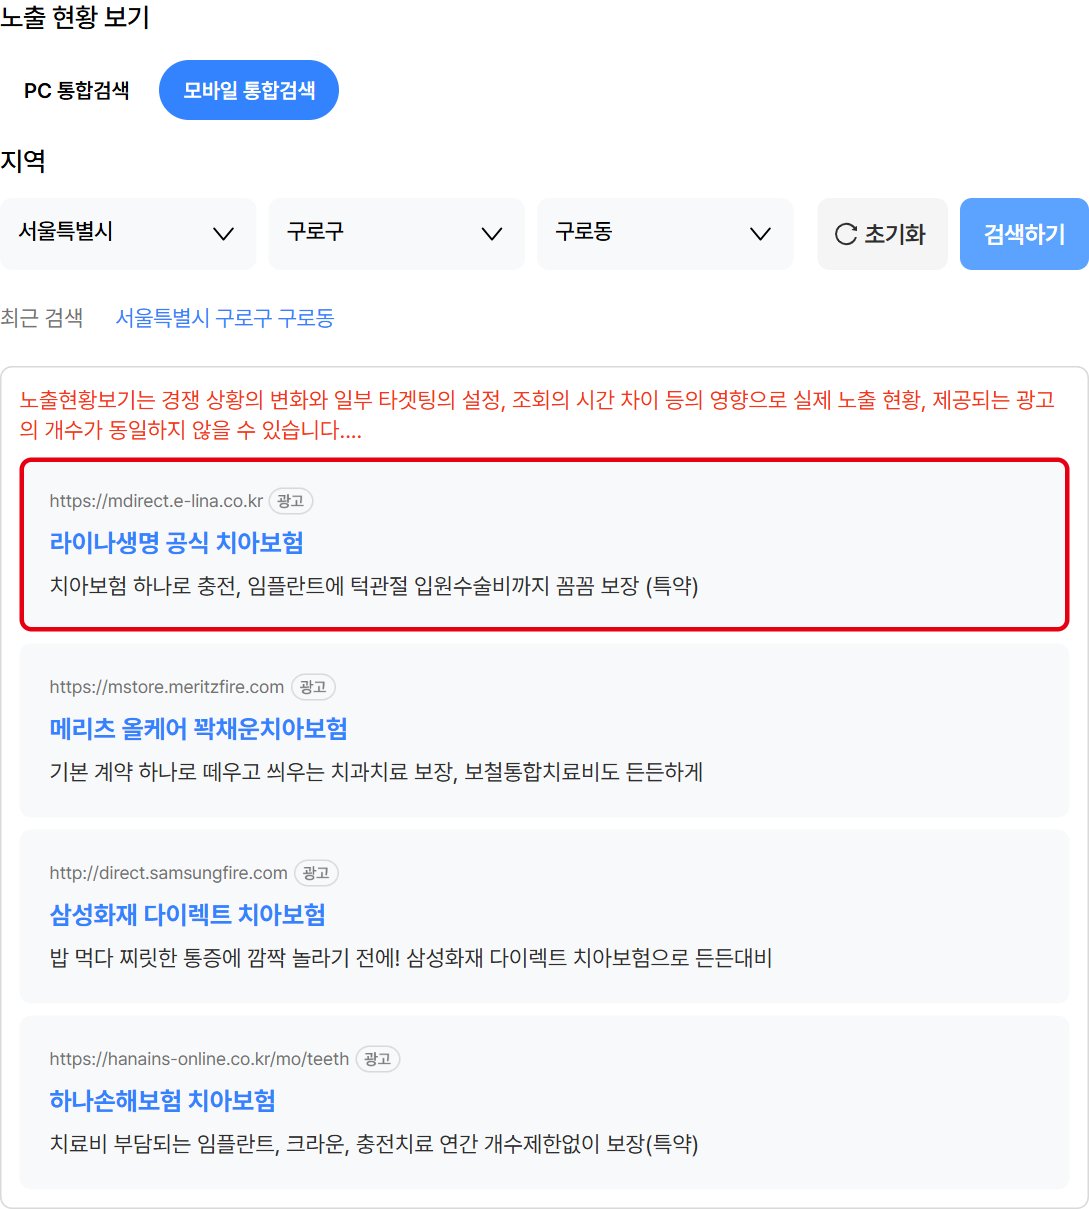 노출 현황 보기
PC 통합검색 모바일 통합검색
지역
서울특별시 구로구 구로동 초기화 검색하기
최근 검색 서울특별시 구로구 구로동
노출현황보기는 경쟁 상황의 변화와 일부 타겟팅의 설정, 조회의 시간 차이 등의 영향으로 실제 노출 현황, 제공되는 광고
의 개수가 동일하지 않을 수 있습니다....
https://mdirect.e-lina.co.kr 광고
라이나생명 공식 치아보험
치아보험 하나로 충전, 임플란트에 턱관절 입원수술비까지 꼼꼼 보장 (특약)
https://mstore.meritzfire.com 광고
메리츠 올케어 꽉채운치아보험
기본 계약 하나로 떼우고 씌우는 치과치료 보장, 보철통합치료비도 든든하게
http://direct.samsungfire.com 광고
삼성화재 다이렉트 치아보험
밥 먹다 찌릿한 통증에 깜짝 놀라기 전에! 삼성화재 다이렉트 치아보험으로 든든대비
https://hanains-online.co.kr/mo/teeth 광고
하나손해보험 치아보험
치료비 부담되는 임플란트, 크라운, 충전치료 연간 개수제한없이 보장(특약)